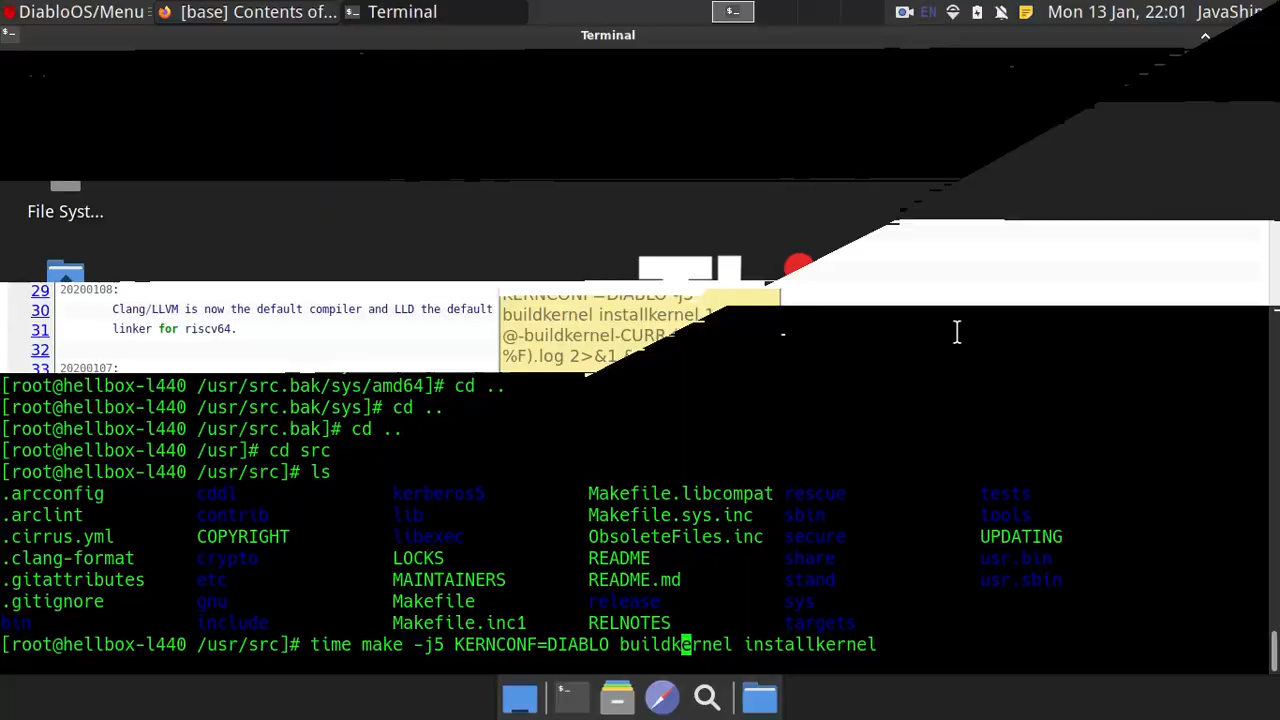 DiabloOS/Menu [base] Contents of... Terminal EN Mon 13 Jan, 22:01 JavaShin
Terminal
File Syst...
29 20200108:
30 Clang/LLVM is now the default compiler and LLD the default
31 linker for riscv64.
32
33 20200107:
KERNCONF=DIABLO -j5
buildkernel installkernel 1
@-buildkernel-CURR
%F).log 2>&1
[root@hellbox-l440 /usr/src.bak/sys/amd64]# cd ..
[root@hellbox-l440 /usr/src.bak/sys]# cd ..
[root@hellbox-l440 /usr/src.bak]# cd ..
[root@hellbox-l440 /usr]# cd src
[root@hellbox-l440 /usr/src]# ls
.arcconfig cddl kerberos5 Makefile.libcompat rescue tests
.arclint contrib lib Makefile.sys.inc sbin tools
.cirrus.yml COPYRIGHT libexec ObsoleteFiles.inc secure UPDATING
.clang-format crypto LOCKS README share usr.bin
.gitattributes etc MAINTAINERS README.md stand usr.sbin
.gitignore gnu Makefile release sys
bin include Makefile.inc1 RELNOTES targets
[root@hellbox-l440 /usr/src]# time make -j5 KERNCONF=DIABLO buildkernel installkernel